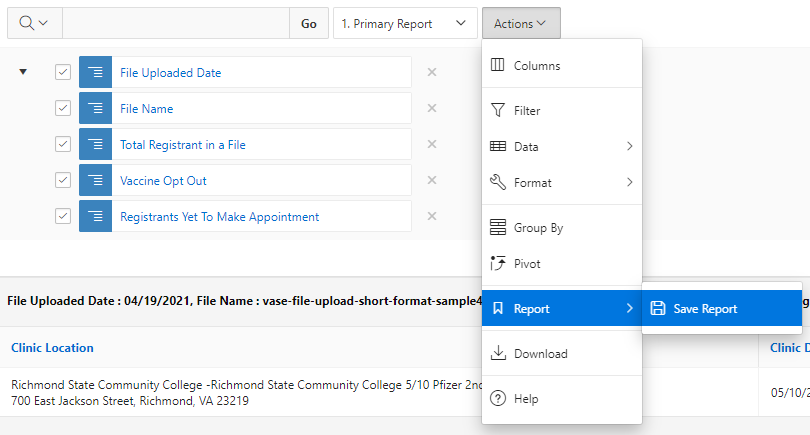 Go
1. Primary Report
Actions
File Uploaded Date
File Name
Total Registrant in a File
Vaccine Opt Out
Registrants Yet To Make Appointment
Columns
Filter
Data
Format
Group By
Pivot
Report
Save Report
Download
Help
File Uploaded Date : 04/19/2021, File Name : vase-file-upload-short-format-sample4
Clinic Location
Clinic D
Richmond State Community College -Richmond State Community College 5/10 Pfizer 2nd
700 East Jackson Street, Richmond, VA 23219
05/10/2